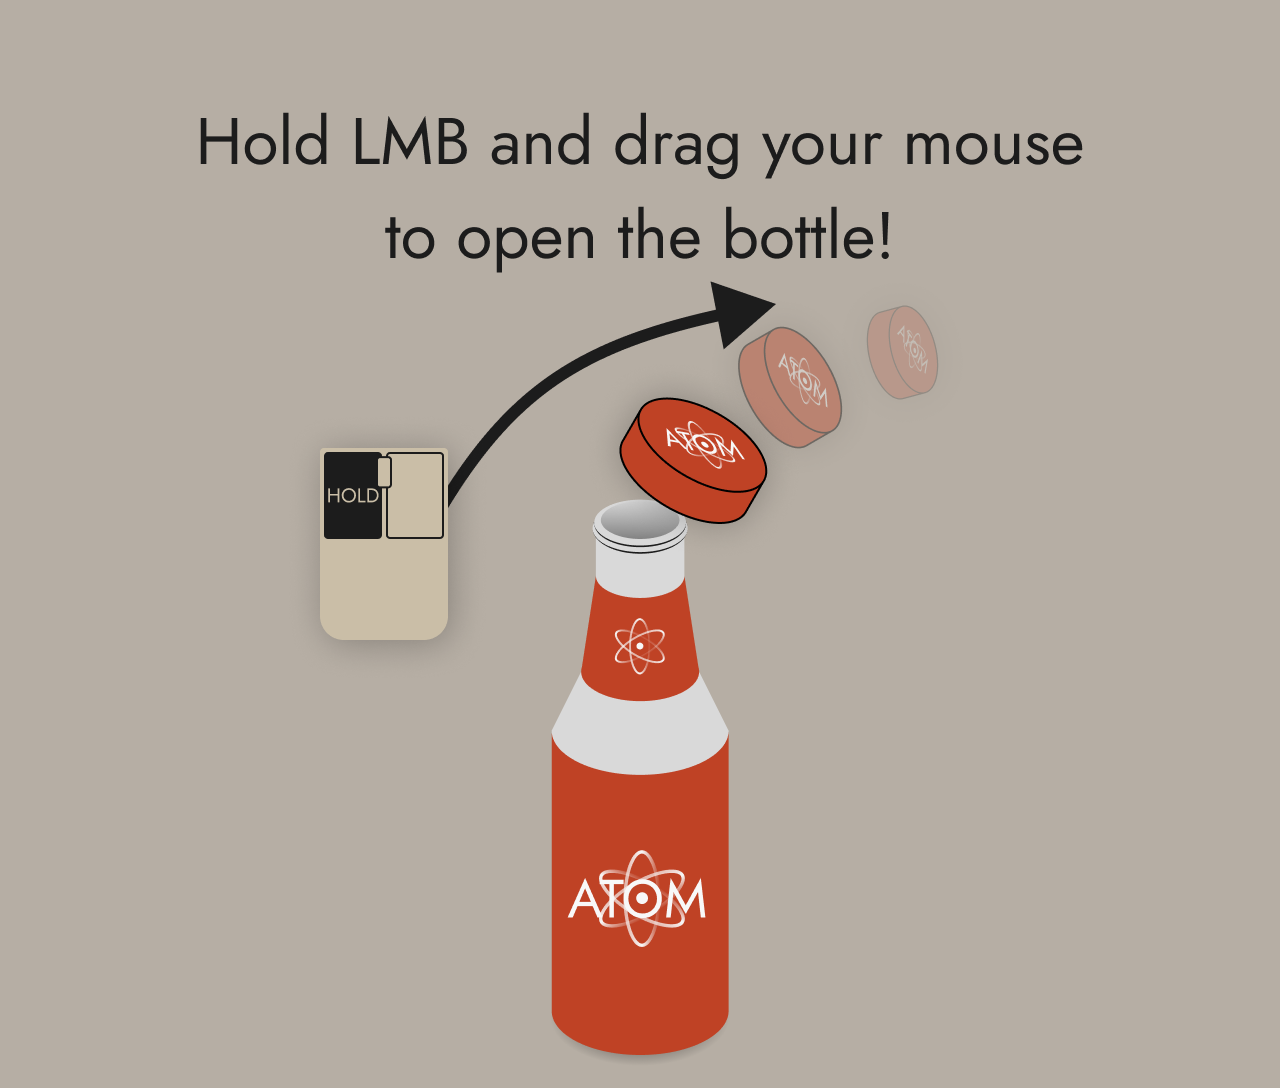 Hold LMB and drag your mouse
to open the bottle!
ATOM
ATOM
ATOM
HOLD
ATOM